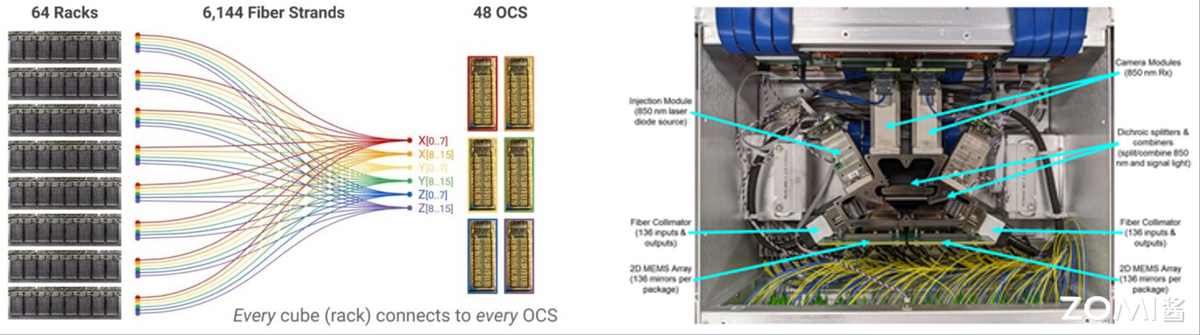 64 Racks
6,144 Fiber Strands
48 OCS
X[0..7]
X[8..15]
Y[0..7]
Y[8..15]
Z[0..7]
Z[8..15]
Every cube (rack) connects to every OCS
Injection Module
(850 nm laser
diode source)
Fiber Collimator
(136 inputs &
outputs)
2D MEMS Array
(136 mirrors per
package)
Camera Modules
(850 nm Rx)
Dichroic splitters &
combiners
(split/combine 850
nm and signal light)
Fiber Collimator
(136 inputs &
outputs)
2D MEMS Array
(136 mirrors per
package)
ZOMI酱